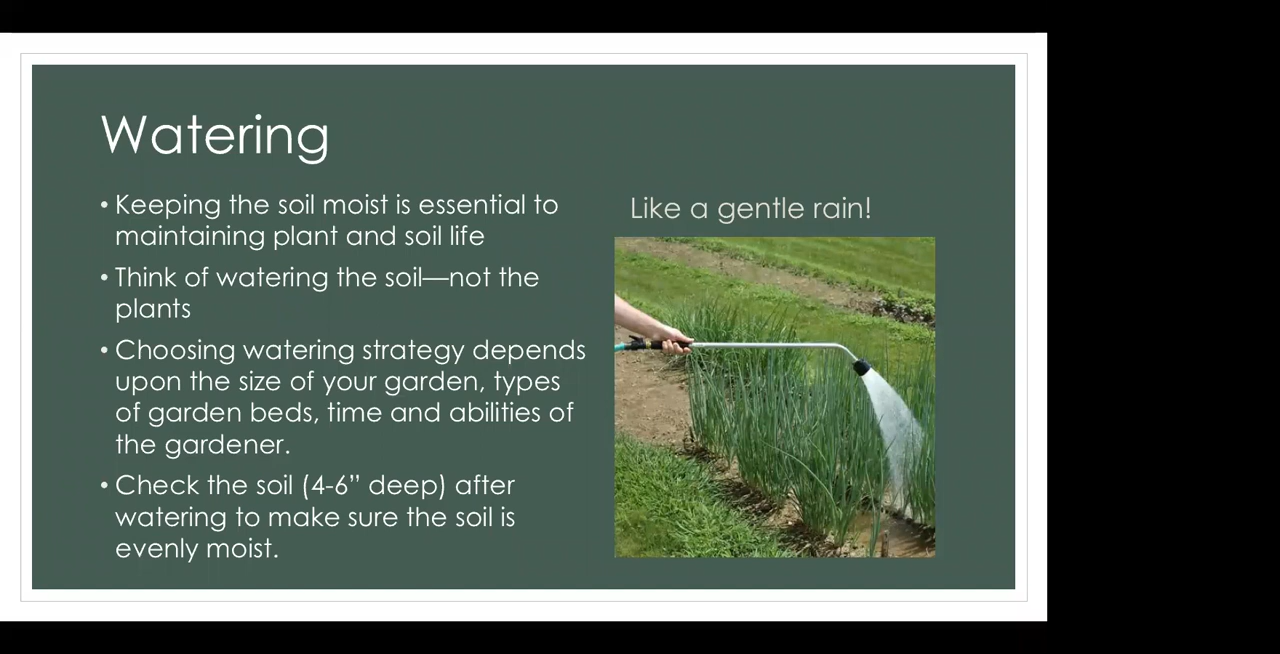 Watering
• Keeping the soil moist is essential to
maintaining plant and soil life
• Think of watering the soil—not the
plants
• Choosing watering strategy depends
upon the size of your garden, types
of garden beds, time and abilities of
the gardener.
• Check the soil (4-6” deep) after
watering to make sure the soil is
evenly moist.
Like a gentle rain!